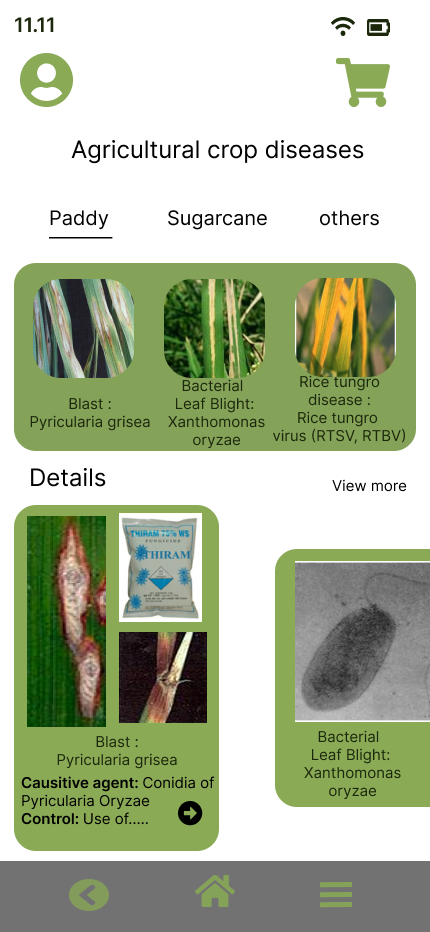 11.11
Agricultural crop diseases
Paddy Sugarcane others
Blast :
Pyricularia grisea
Bacterial
Leaf Blight:
Xanthomonas
oryzae
Rice tungro
disease :
Rice tungro
virus (RTSV, RTBV)
Details
View more
THIRAM 75% WS
FUNGICIDE
THIRAM
Blast :
Pyricularia grisea
Causitive agent: Conidia of
Pyricularia Oryzae
Control: Use of.....
Bacterial
Leaf Blight:
Xanthomonas
oryzae